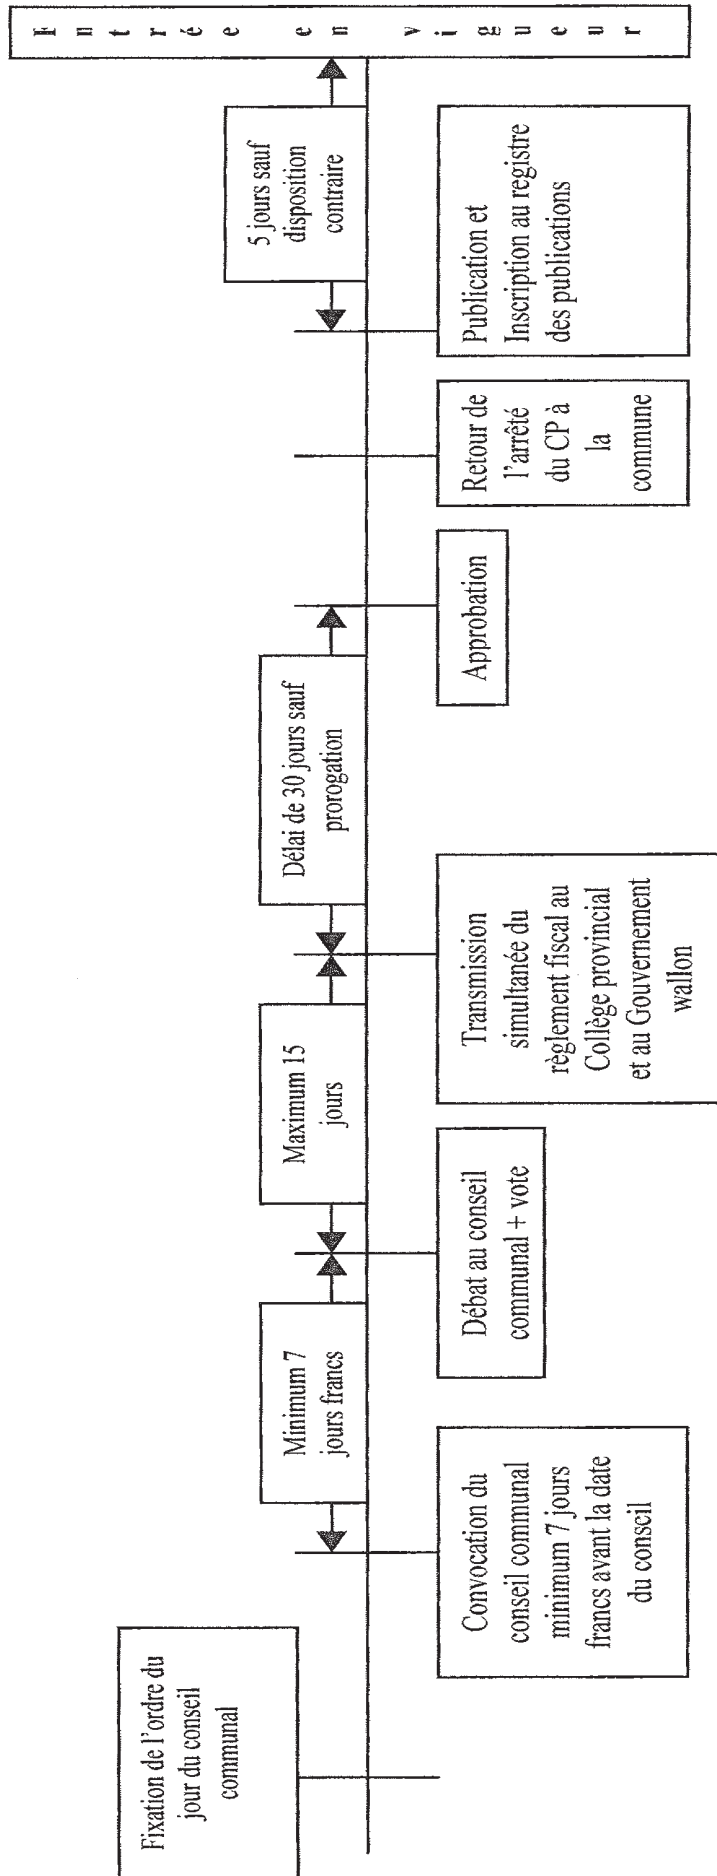 Fixation de l'ordre du
jour du conseil
communal
Minimum 7
jours francs
Maximum 15
jours
Délai de 30 jours sauf
prorogation
5 jours sauf
disposition
contraire
Convocation du
conseil communal
minimum 7 jours
francs avant la date
du conseil
Débat au conseil
communal + vote
Transmission
simultanée du
règlement fiscal au
Collège provincial
et au Gouvernement
wallon
Approbation
Retour de
l'arrêté
du CP à
la
commune
Publication et
Inscription au registre
des publications
E
n
t
r
é
e
e
n
v
i
g
u
e
u
r